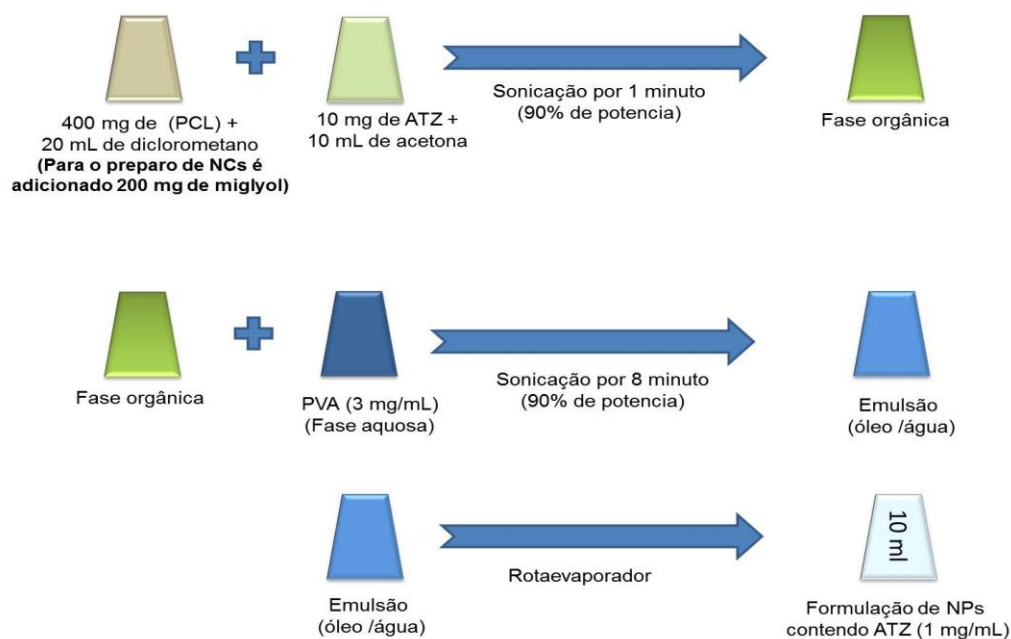 400 mg de (PCL) +
20 mL de diclorometano
(Para o preparo de NCs é
adicionado 200 mg de miglyol)
10 mg de ATZ +
10 mL de acetona
Sonicação por 1 minuto
(90% de potencia)
Fase orgânica
Fase orgânica
PVA (3 mg/mL)
(Fase aquosa)
Sonicação por 8 minuto
(90% de potencia)
Emulsão
(óleo /água)
Emulsão
(óleo /água)
Rotaevaporador
10 ml
Formulação de NPs
contendo ATZ (1 mg/mL)